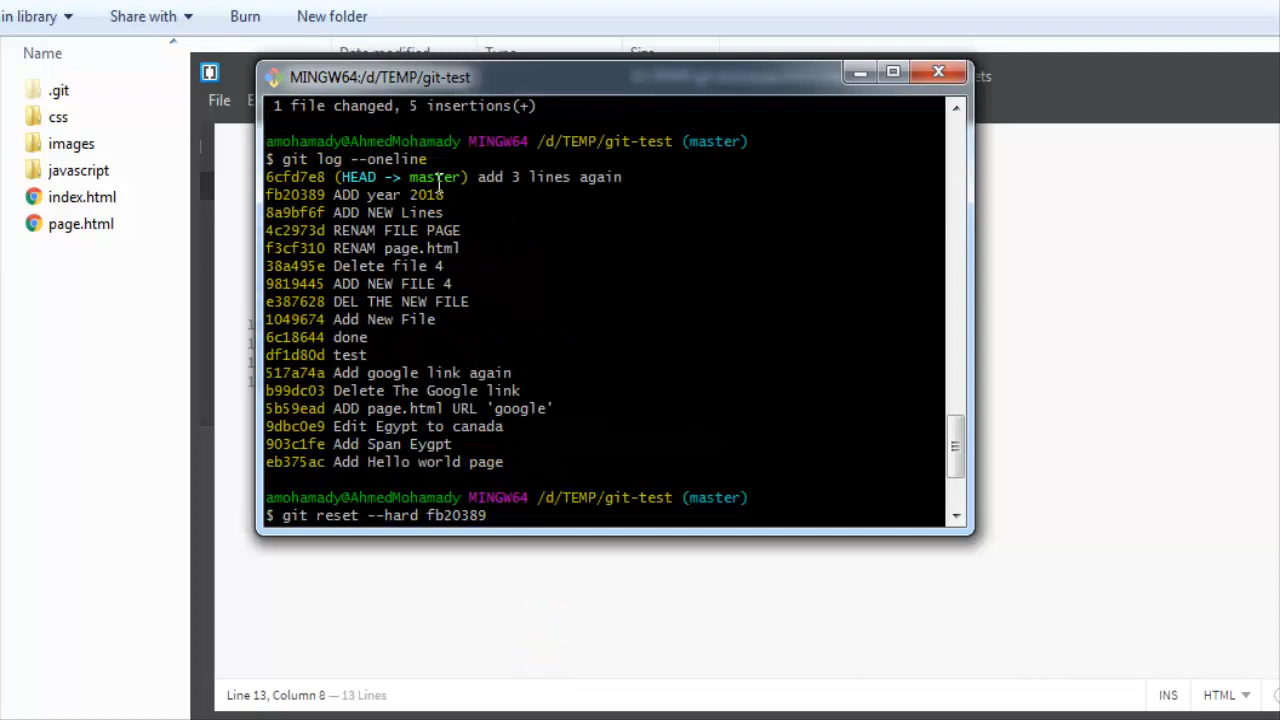 in library
Share with
Burn
New folder
Name
.git
css
images
javascript
index.html
page.html
File
MINGW64:/d/TEMP/git-test
1 file changed, 5 insertions(+)
amohamady@AhmedMohamady MINGW64 /d/TEMP/git-test (master)
$ git log --oneline
6cfd7e8 (HEAD -> master) add 3 lines again
fb20389 ADD year 2018
8a9bf6f ADD NEW Lines
4c2973d RENAM FILE PAGE
f3cf310 RENAM page.html
38a495e Delete file 4
9819445 ADD NEW FILE 4
e387628 DEL THE NEW FILE
1049674 Add New File
6c18644 done
df1d80d test
517a74a Add google link again
b99dc03 Delete The Google link
5b59ead ADD page.html URL 'google'
9dbc0e9 Edit Egypt to canada
903c1fe Add Span Eygpt
eb375ac Add Hello world page
amohamady@AhmedMohamady MINGW64 /d/TEMP/git-test (master)
$ git reset --hard fb20389
Line 13, Column 8 — 13 Lines
INS
HTML